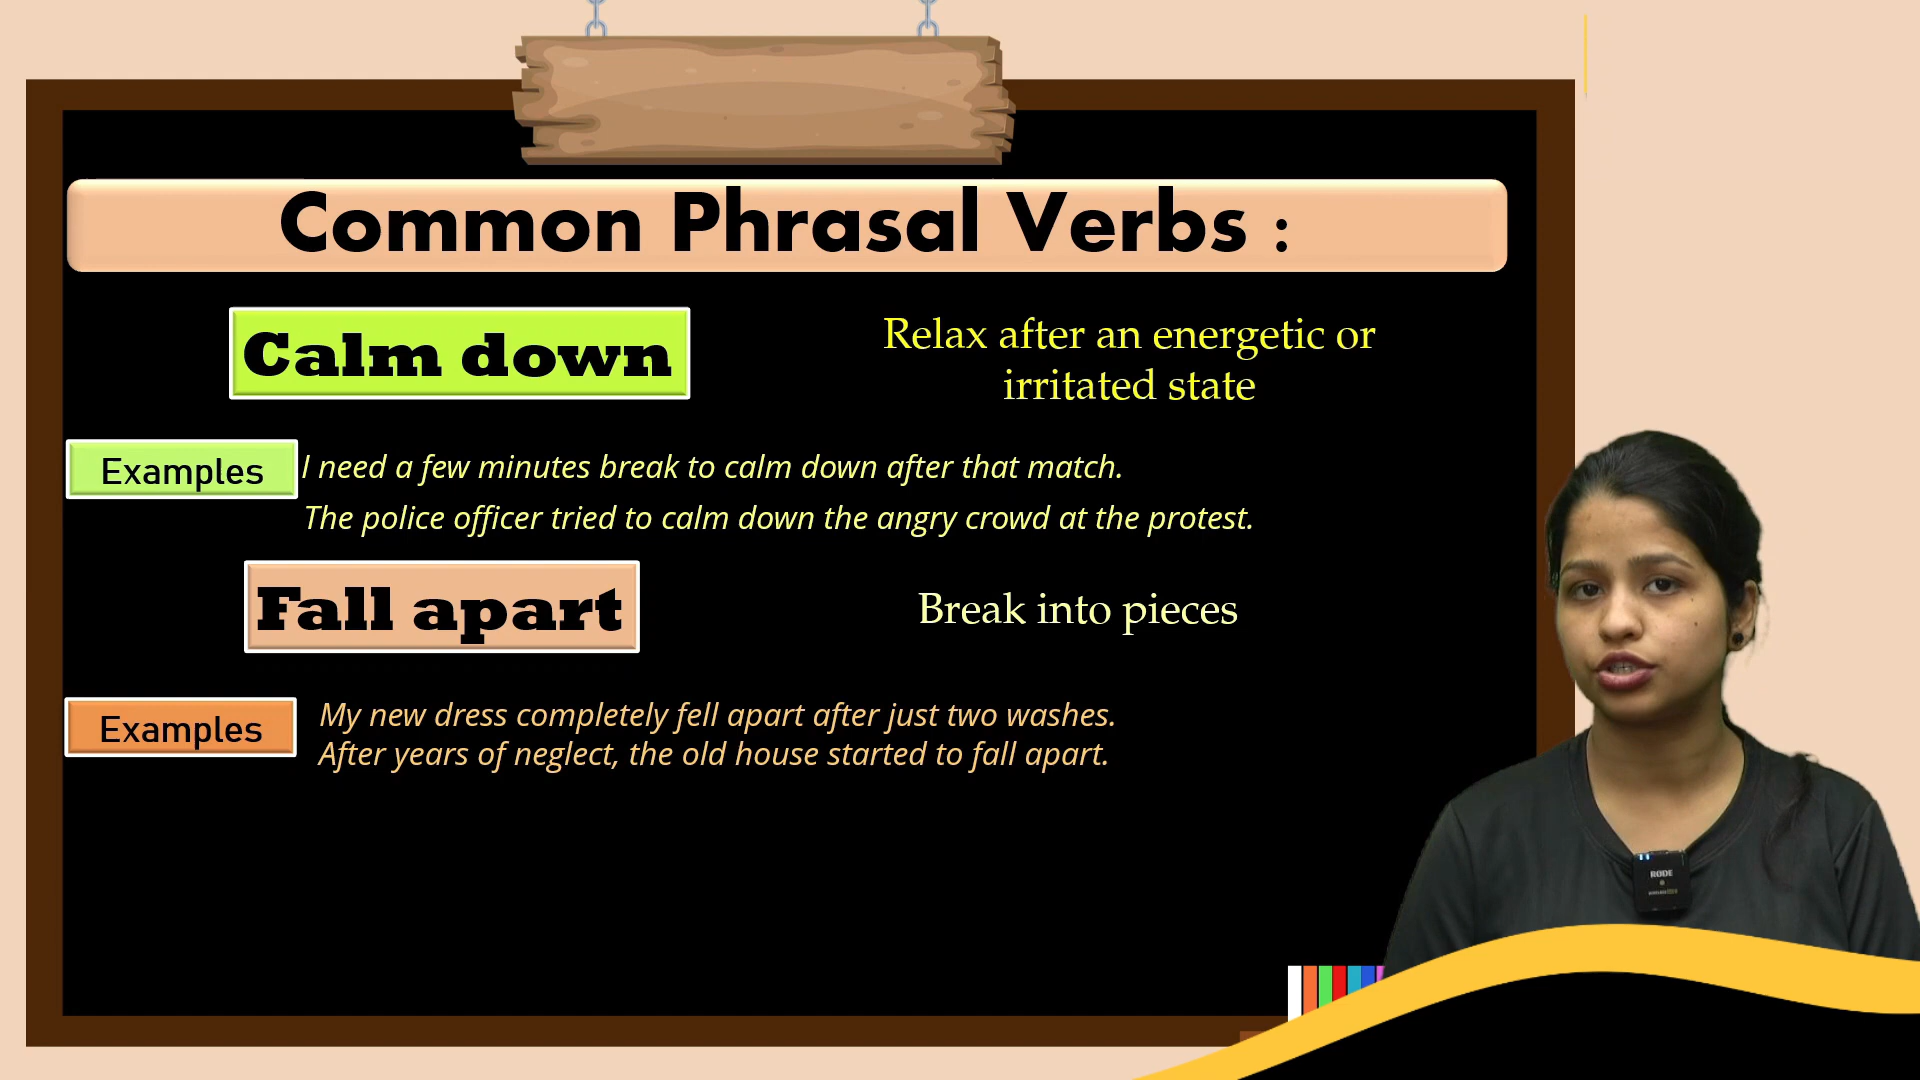 Common Phrasal Verbs :
Calm down
Relax after an energetic or
irritated state
Examples
I need a few minutes break to calm down after that match.
The police officer tried to calm down the angry crowd at the protest.
Fall apart
Break into pieces
Examples
My new dress completely fell apart after just two washes.
After years of neglect, the old house started to fall apart.
RØDE